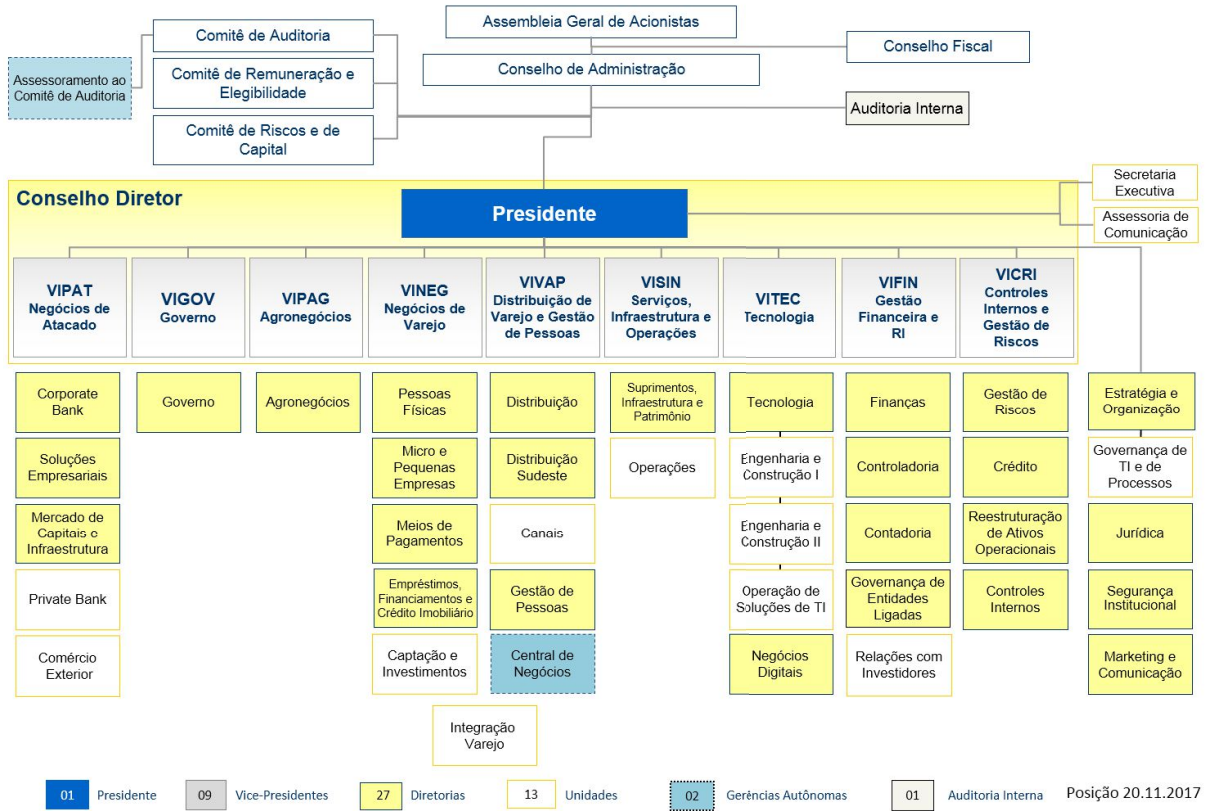 Assembleia Geral de Acionistas
Comitê de Auditoria
Conselho Fiscal
Conselho de Administração
Assessoramento ao
Comitê de Auditoria
Comitê de Remuneração e
Elegibilidade
Auditoria Interna
Comitê de Riscos e de
Capital
Secretaria
Executiva
Conselho Diretor
Presidente
Assessoria de
Comunicação
VIPAT
Negócios de
Atacado
VIGOV
Governo
VIPAG
Agronegócios
VINEG
Negócios de
Varejo
VIVAP
Distribuição de
Varejo e Gestão
de Pessoas
VISIN
Serviços,
Infraestrutura e
Operações
VITEC
Tecnologia
VIFIN
Gestão
Financeira e
RI
VICRI
Controles
Internos e
Gestão de
Riscos
Corporate
Bank
Governo
Agronegócios
Pessoas
Físicas
Distribuição
Suprimentos,
Infraestrutura e
Patrimônio
Tecnologia
Finanças
Gestão de
Riscos
Estratégia e
Organização
Soluções
Empresariais
Micro e
Pequenas
Empresas
Distribuição
Sudeste
Operações
Engenharia e
Construção I
Controladoria
Crédito
Governança de
TI e de
Processos
Mercado de
Capitais e
Infraestrutura
Meios de
Pagamentos
Canais
Engenharia e
Construção II
Contadoria
Reestruturação
de Ativos
Operacionais
Jurídica
Private Bank
Empréstimos,
Financiamentos e
Crédito Imobiliário
Gestão de
Pessoas
Operação de
Soluções de TI
Governança de
Entidades
Ligadas
Controles
Internos
Segurança
Institucional
Comércio
Exterior
Captação e
Investimentos
Central de
Negócios
Negócios
Digitais
Relações com
Investidores
Marketing e
Comunicação
Integração
Varejo
01 Presidente 09 Vice-Presidentes 27 Diretorias 13 Unidades 02 Gerências Autônomas 01 Auditoria Interna Posição 20.11.2017